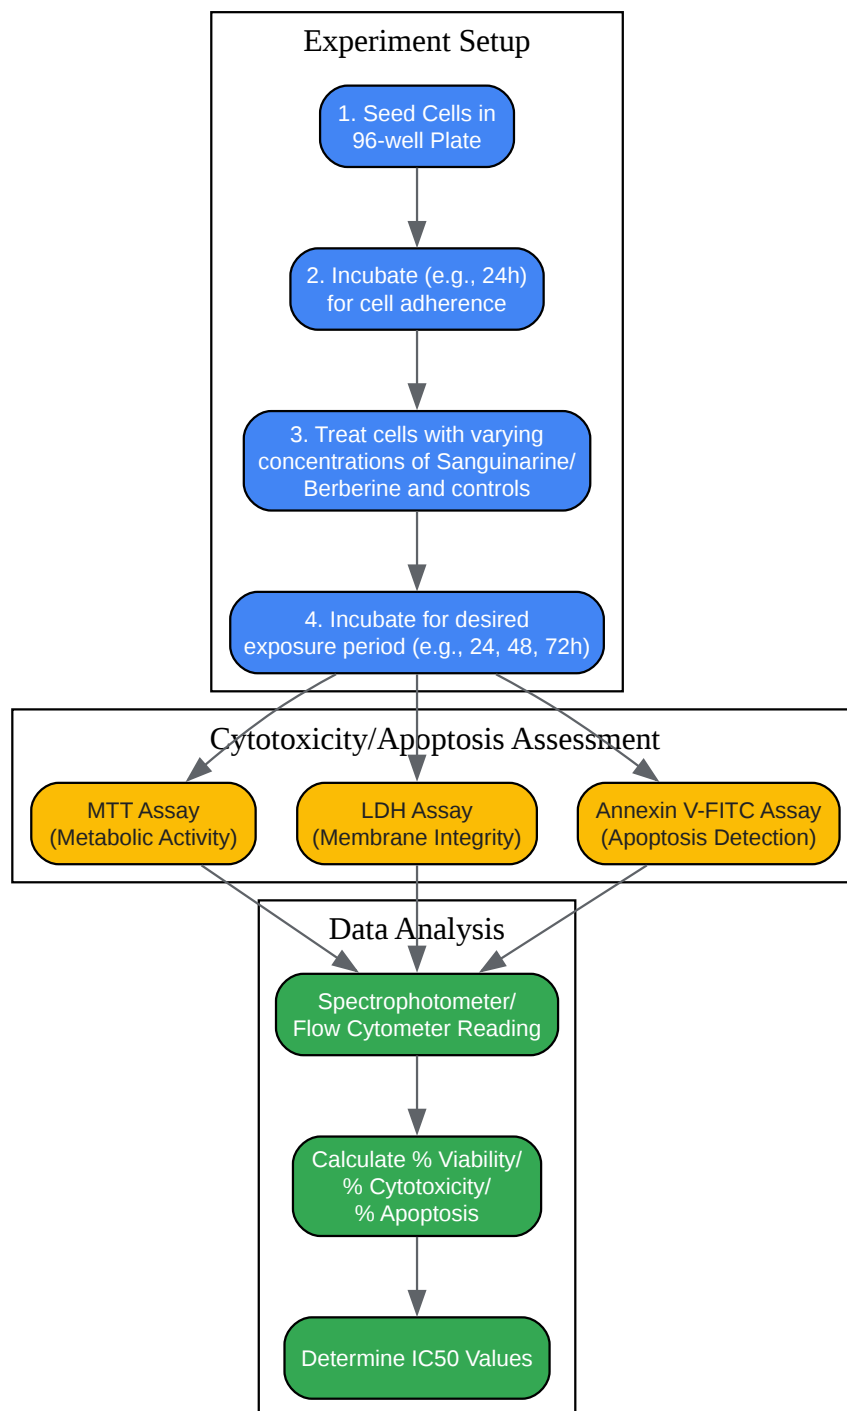 Experiment Setup
1. Seed Cells in
96-well Plate
2. Incubate (e.g., 24h)
for cell adherence
3. Treat cells with varying
concentrations of Sanguinarine/
Berberine and controls
4. Incubate for desired
exposure period (e.g., 24, 48, 72h)
Cytotoxicity/Apoptosis Assessment
MTT Assay
(Metabolic Activity)
LDH Assay
(Membrane Integrity)
Annexin V-FITC Assay
(Apoptosis Detection)
Data Analysis
Spectrophotometer/
Flow Cytometer Reading
Calculate % Viability/
% Cytotoxicity/
% Apoptosis
Determine IC50 Values